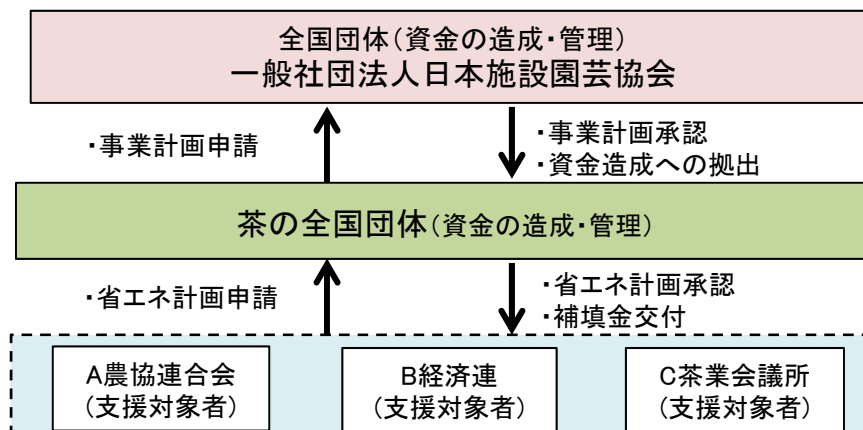 全国団体（資金の造成・管理）
一般社団法人日本施設園芸協会
・事業計画申請
・事業計画承認
・資金造成への拠出
茶の全国団体（資金の造成・管理）
・省エネ計画申請
・省エネ計画承認
・補填金交付
A農協連合会
（支援対象者）
B経済連
（支援対象者）
C茶業会議所
（支援対象者）